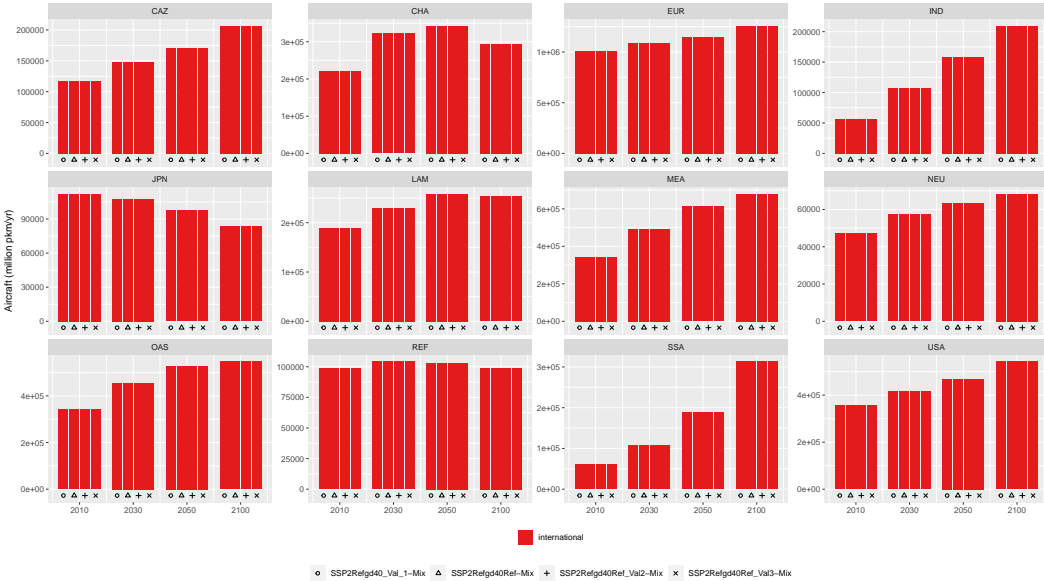 CAZ CHA EUR IND
200000
150000
100000
50000
0
3e+05
2e+05
1e+05
0e+00
1e+06
5e+05
0e+00
200000
150000
100000
50000
0
JPN LAM MEA NEU
Aircraft (million pkm/yr)
90000
60000
30000
0
2e+05
1e+05
0e+00
6e+05
4e+05
2e+05
0e+00
60000
40000
20000
0
OAS REF SSA USA
4e+05
2e+05
0e+00
100000
75000
50000
25000
0
3e+05
2e+05
1e+05
0e+00
4e+05
2e+05
0e+00
2010 2030 2050 2100 2010 2030 2050 2100 2010 2030 2050 2100 2010 2030 2050 2100
international
SSP2Refgd40_Val_1−Mix SSP2Refgd40Ref−Mix SSP2Refgd40Ref_Val2−Mix SSP2Refgd40Ref_Val3−Mix